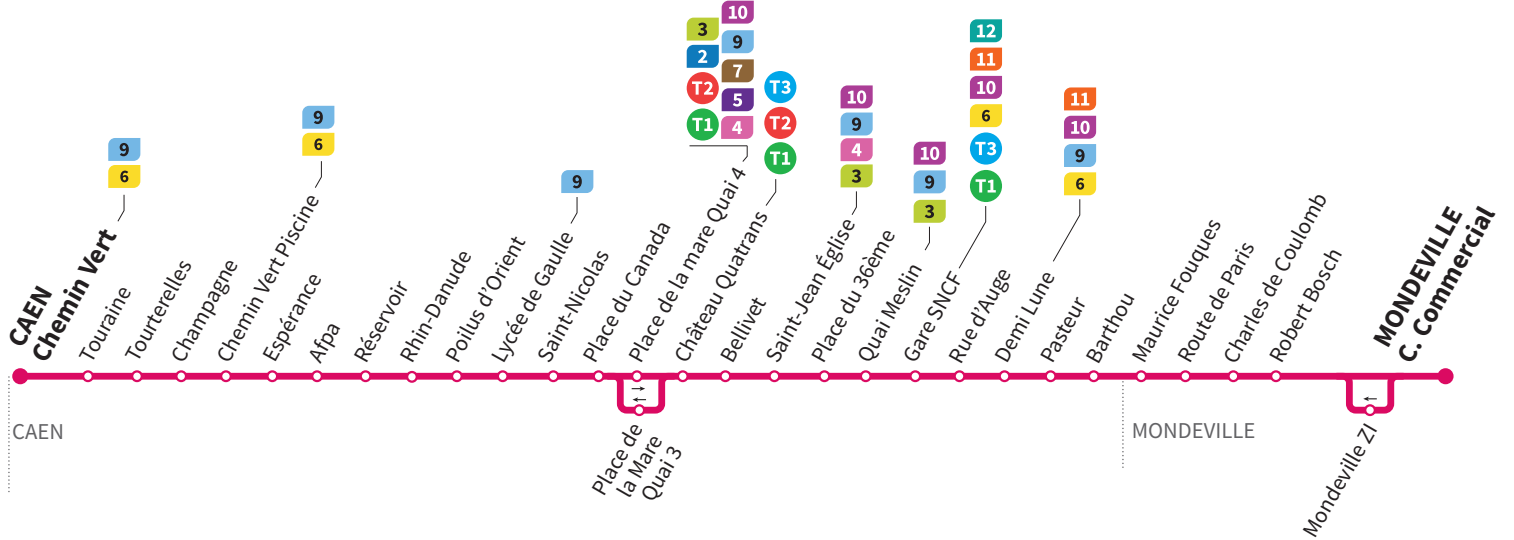 10
3
9
2
7
T2
5
T1
4
T3
T2
T1
12
11
10
6
T3
T1
10
9
4
3
10
9
3
11
10
9
6
9
6
9
6
9
CAEN
Chemin Vert
Touraine
Tourterelles
Champagne
Chemin Vert Piscine
Espérance
Afpa
Réservoir
Rhin-Danude
Poilus d'Orient
Lycée de Gaulle
Saint-Nicolas
Place du Canada
Place de la mare Quai 4
Château Quatrans
Bellivet
Saint-Jean Église
Place du 36ème
Quai Meslin
Gare SNCF
Rue d'Auge
Demi Lune
Pasteur
Barthou
Maurice Fouques
Route de Paris
Charles de Coulomb
Robert Bosch
MONDEVILLE
C. Commercial
CAEN
Place de
la Mare
Quai 3
MONDEVILLE
Mondeville ZI